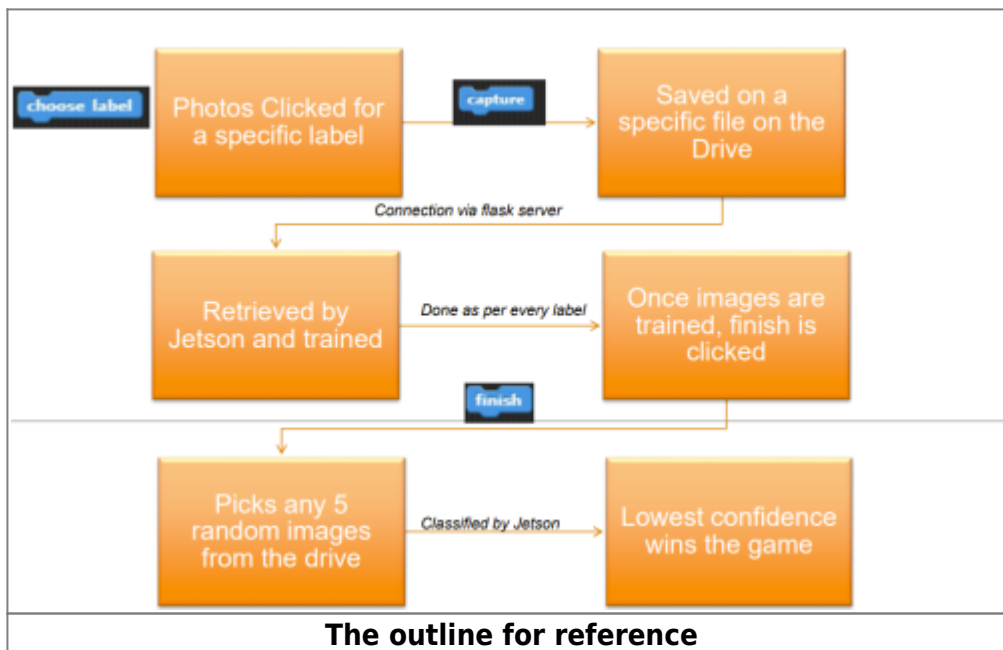 choose label
Photos Clicked for
a specific label
capture
Saved on a
specific file on the
Drive
Connection via flask server
Retrieved by
Jetson and trained
Done as per every label
Once images are
trained, finish is
clicked
finish
Picks any 5
random images
from the drive
Classified by Jetson
Lowest confidence
wins the game
The outline for reference